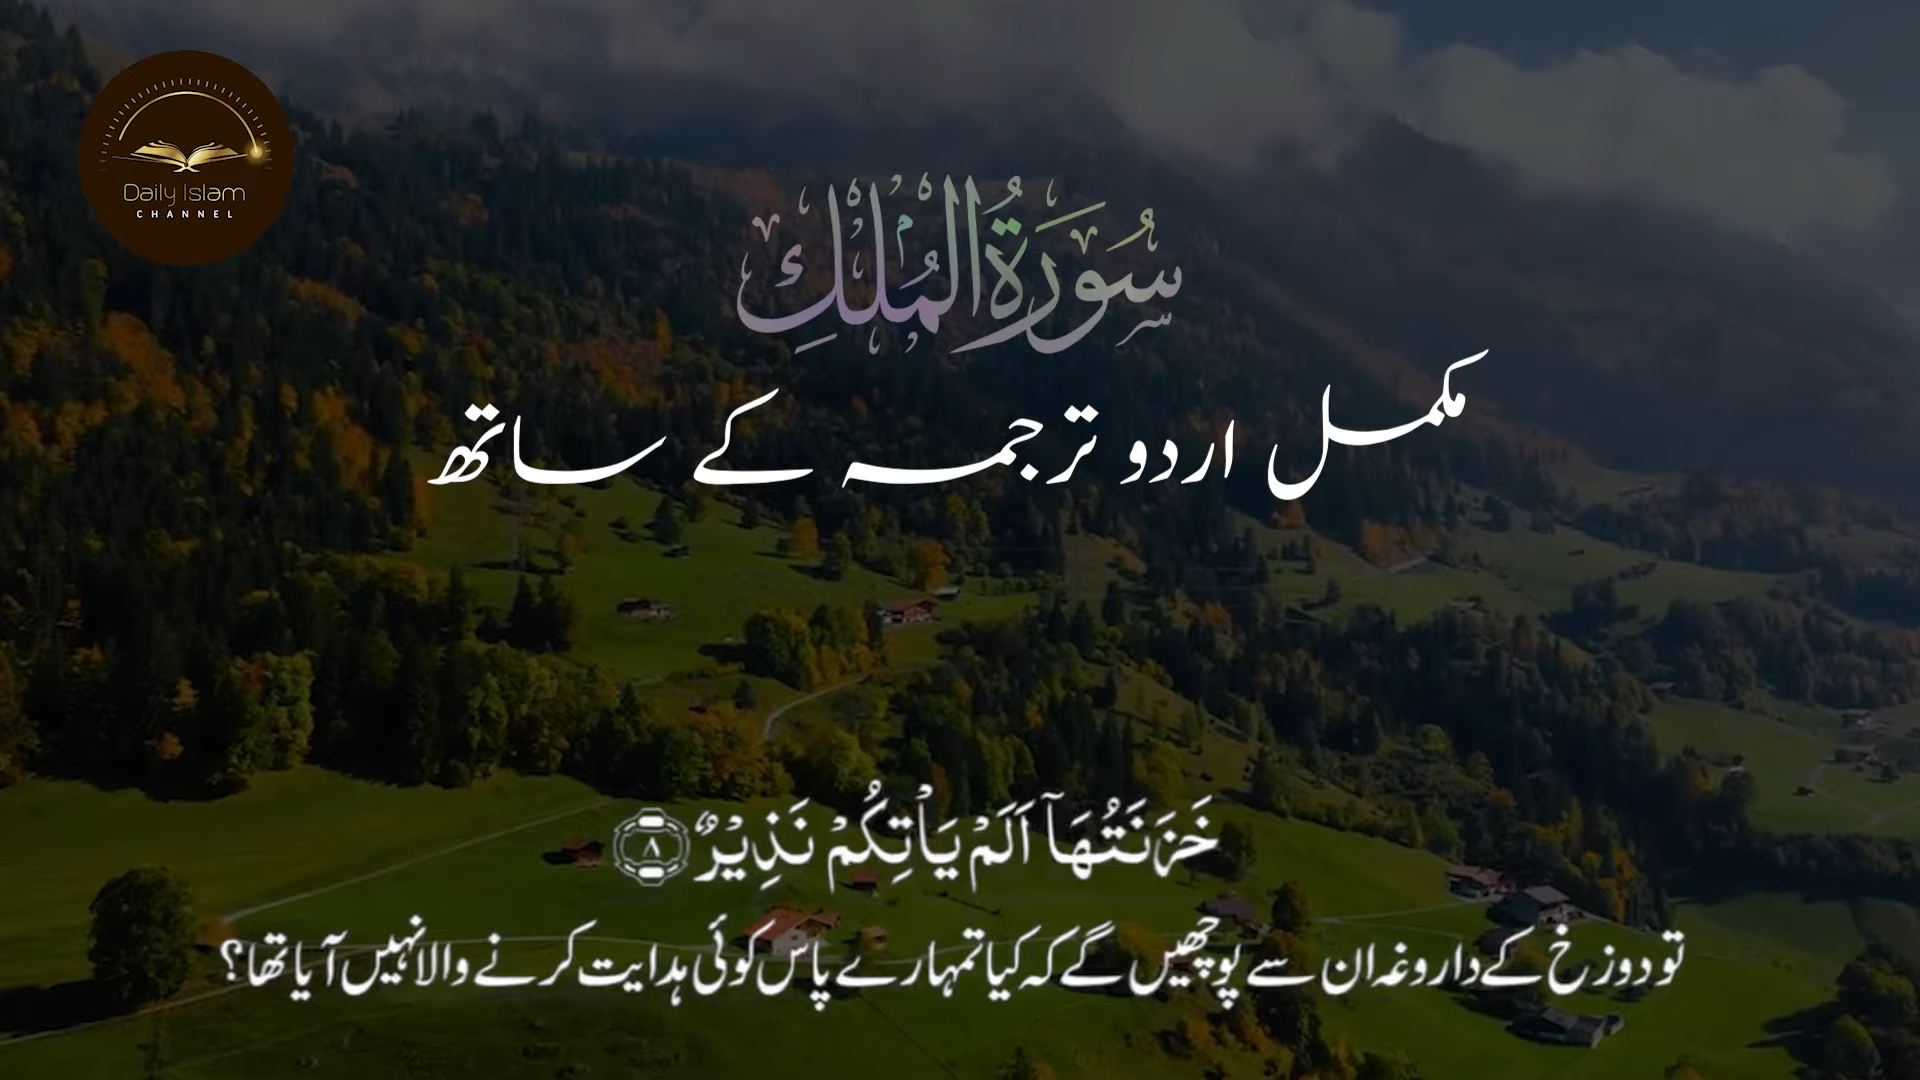 Daily Islam
CHANNEL
سُورَةُ الْمُلْكِ
مکمل اردو ترجمہ کے ساتھ
خَزَنَتُهَآ اَلَمْ يَاْتِكُمْ نَذِيْرٌ ۸
تو دوزخ کے داروغہ ان سے پوچھیں گے کہ کیا تمہارے پاس کوئی ہدایت کرنے والا نہیں آیا تھا؟